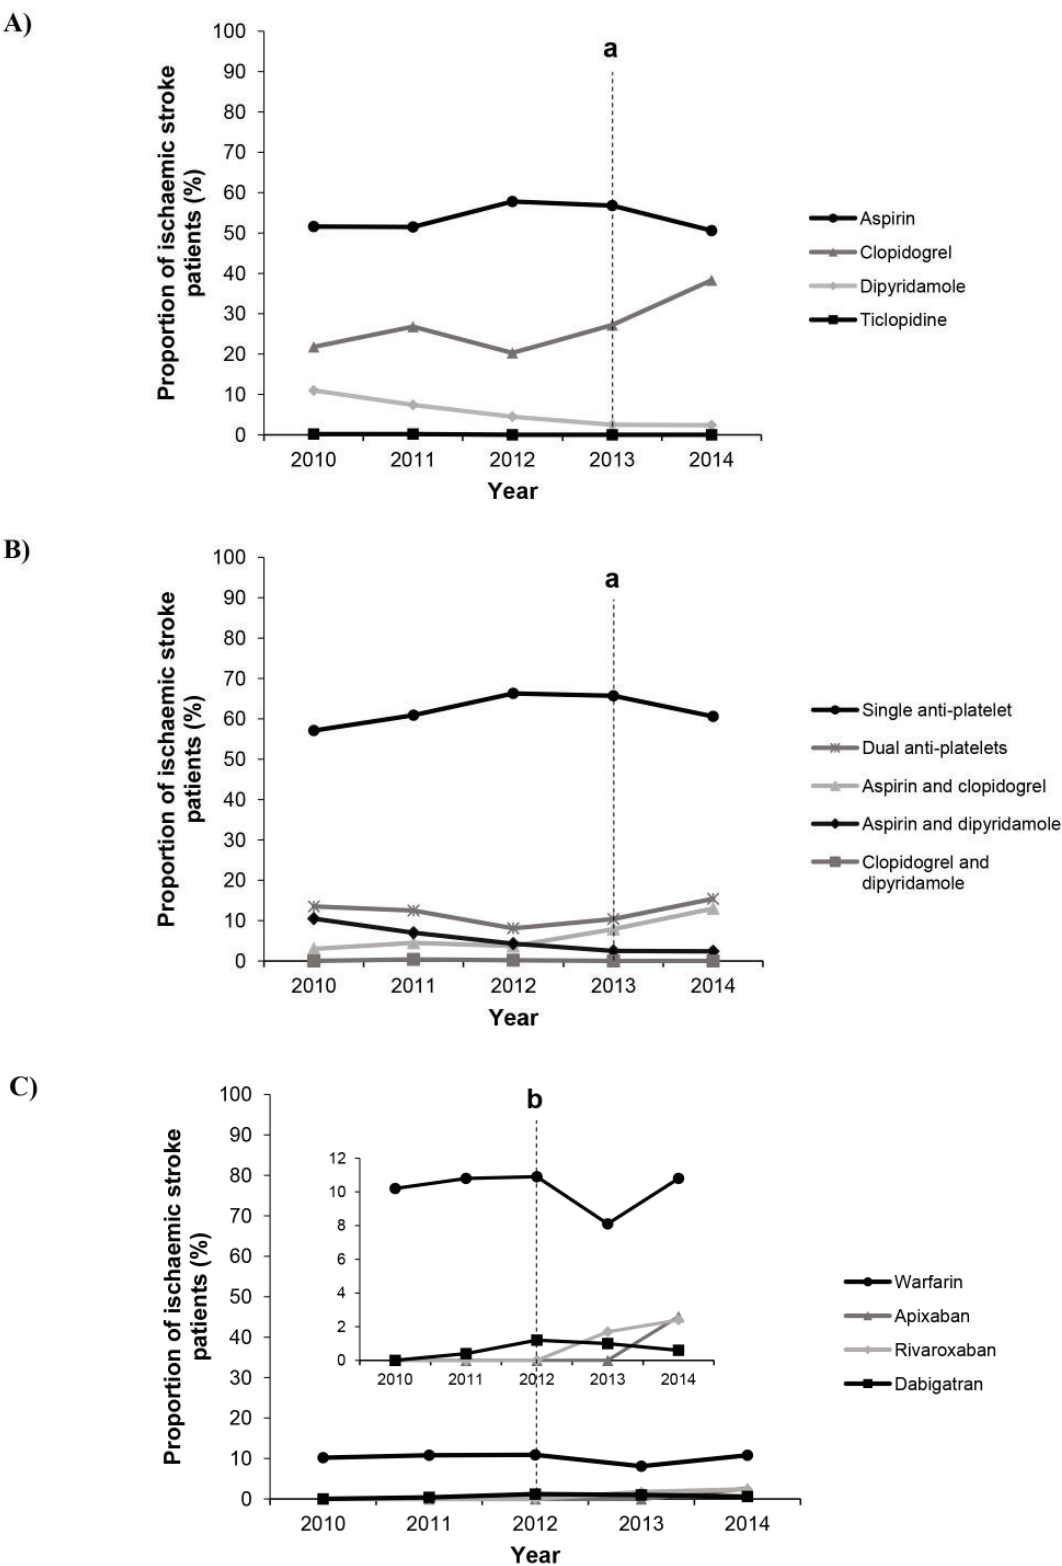 A)
Proportion of ischaemic stroke
patients (%)
100
90
80
70
60
50
40
30
20
10
0
a
2010 2011 2012 2013 2014
Year
Aspirin
Clopidogrel
Dipyridamole
Ticlopidine
B)
Proportion of ischaemic stroke
patients (%)
100
90
80
70
60
50
40
30
20
10
0
a
2010 2011 2012 2013 2014
Year
Single anti-platelet
Dual anti-platelets
Aspirin and clopidogrel
Aspirin and dipyridamole
Clopidogrel and
dipyridamole
C)
Proportion of ischaemic stroke
patients (%)
100
90
80
70
60
50
40
30
20
10
0
b
12
10
8
6
4
2
0
2010 2011 2012 2013 2014
2010 2011 2012 2013 2014
Year
Warfarin
Apixaban
Rivaroxaban
Dabigatran